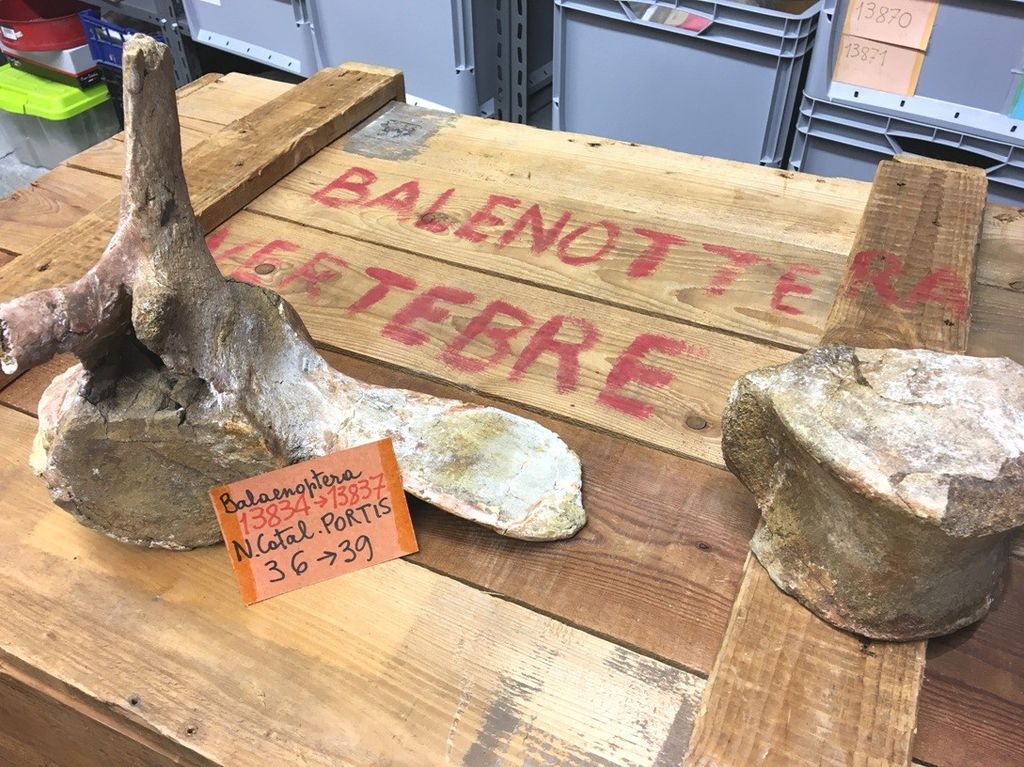 13870
13871
BALENOTTERA
VERTEBRE
Balaenoptera
13834→13837
N.Catal.PORTIS
36→39